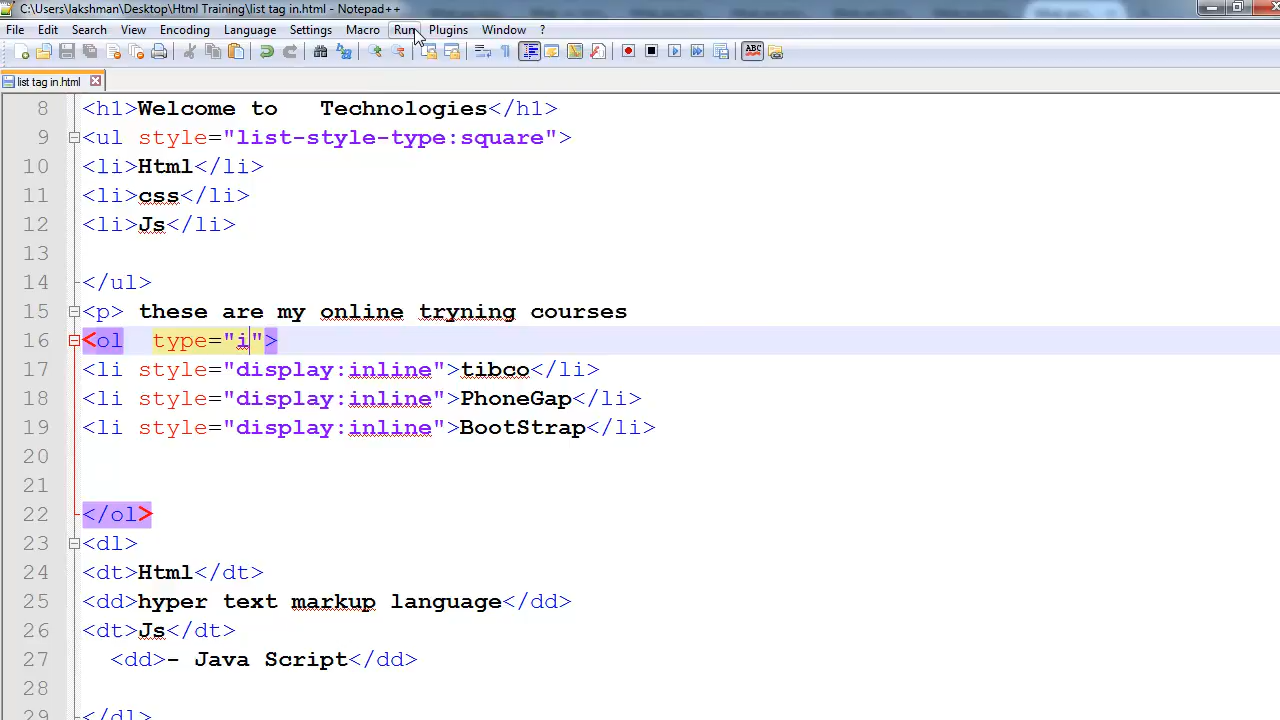 C:\Users\lakshman\Desktop\Html Training\list tag in.html - Notepad++
File Edit Search View Encoding Language Settings Macro Run Plugins Window ?
ABC
list tag in.html
8 <h1>Welcome to   Technologies</h1>
9 <ul style="list-style-type:square">
10 <li>Html</li>
11 <li>css</li>
12 <li>Js</li>
13
14 </ul>
15 <p> these are my online tryning courses
16 <ol  type="i">
17 <li style="display:inline">tibco</li>
18 <li style="display:inline">PhoneGap</li>
19 <li style="display:inline">BootStrap</li>
20
21
22 </ol>
23 <dl>
24 <dt>Html</dt>
25 <dd>hyper text markup language</dd>
26 <dt>Js</dt>
27   <dd>- Java Script</dd>
28
29 </dl>